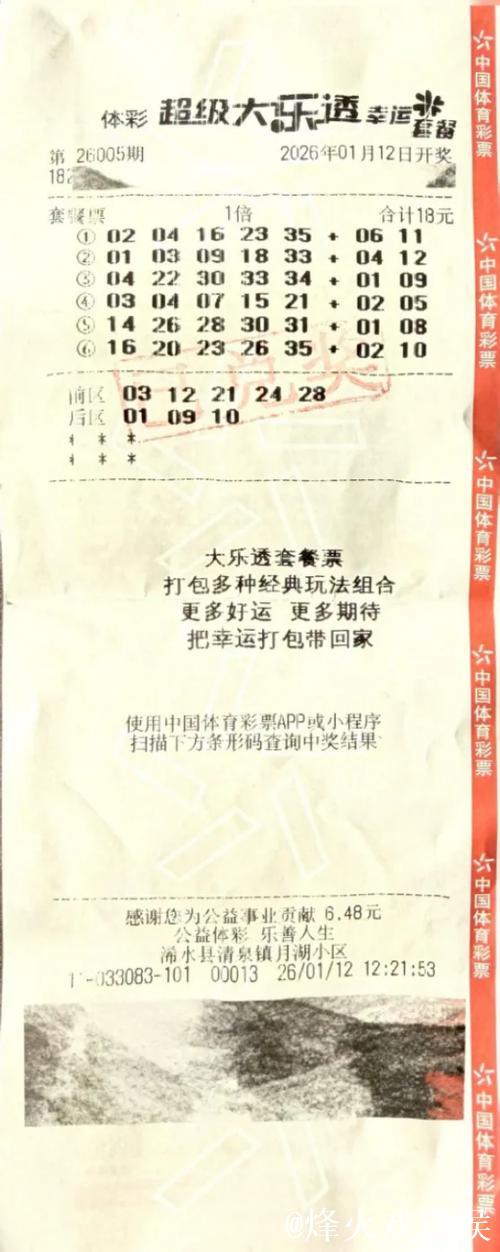 体彩 超级大乐透 幸运 套餐
第 26005期 2026年01月12日开奖
182
套餐票 1倍 合计18元
① 02 04 16 23 35 + 06 11
② 01 03 09 18 33 + 04 12
③ 04 22 30 33 34 + 01 09
④ 03 04 07 15 21 + 02 05
⑤ 14 26 28 30 31 + 01 08
⑥ 16 20 23 26 35 + 02 10
已兑奖
前区 03 12 21 24 28
后区 01 09 10
* * *
* * *
大乐透套餐票
打包多种经典玩法组合
更多好运 更多期待
把幸运打包带回家
使用中国体育彩票APP或小程序
扫描下方条形码查询中奖结果
感谢您为公益事业贡献 6.48元
公益体彩 乐善人生
浠水县清泉镇月湖小区
-033083-101 00013 26/01/12 12:21:53
中国体育彩票
中国体育彩票
中国体育彩票
中国体育彩票
中国体育彩票
中国体育彩票
@烽火